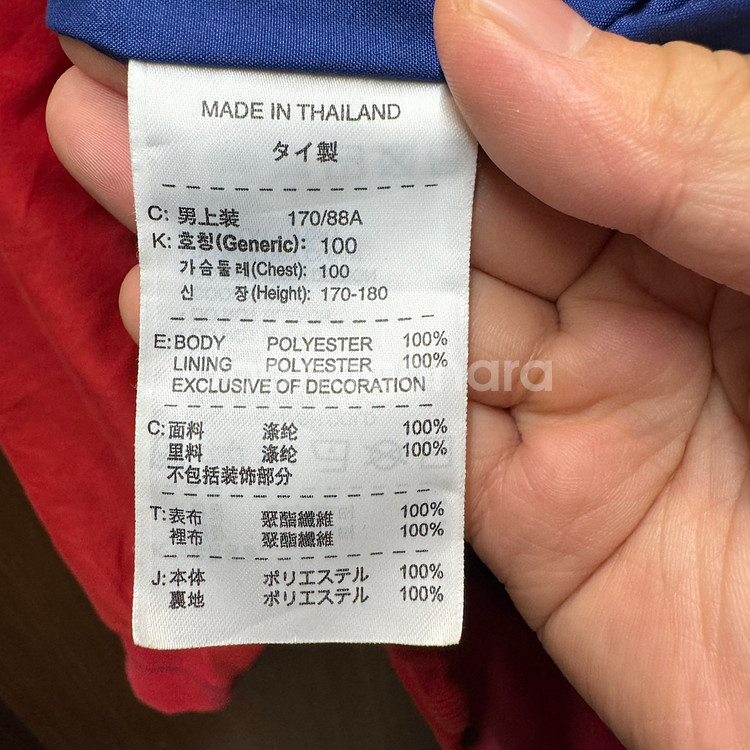 MADE IN THAILAND
タイ製
C: 男上装 170/88A
K: 호칭(Generic): 100
가슴둘레(Chest): 100
신 장(Height): 170-180
E: BODY POLYESTER 100%
LINING POLYESTER 100%
EXCLUSIVE OF DECORATION
C: 面料 涤纶 100%
里料 涤纶 100%
不包括装饰部分
T: 表布 聚酯纖維 100%
裡布 聚酯纖維 100%
J: 本体 ポリエステル 100%
裏地 ポリエステル 100%